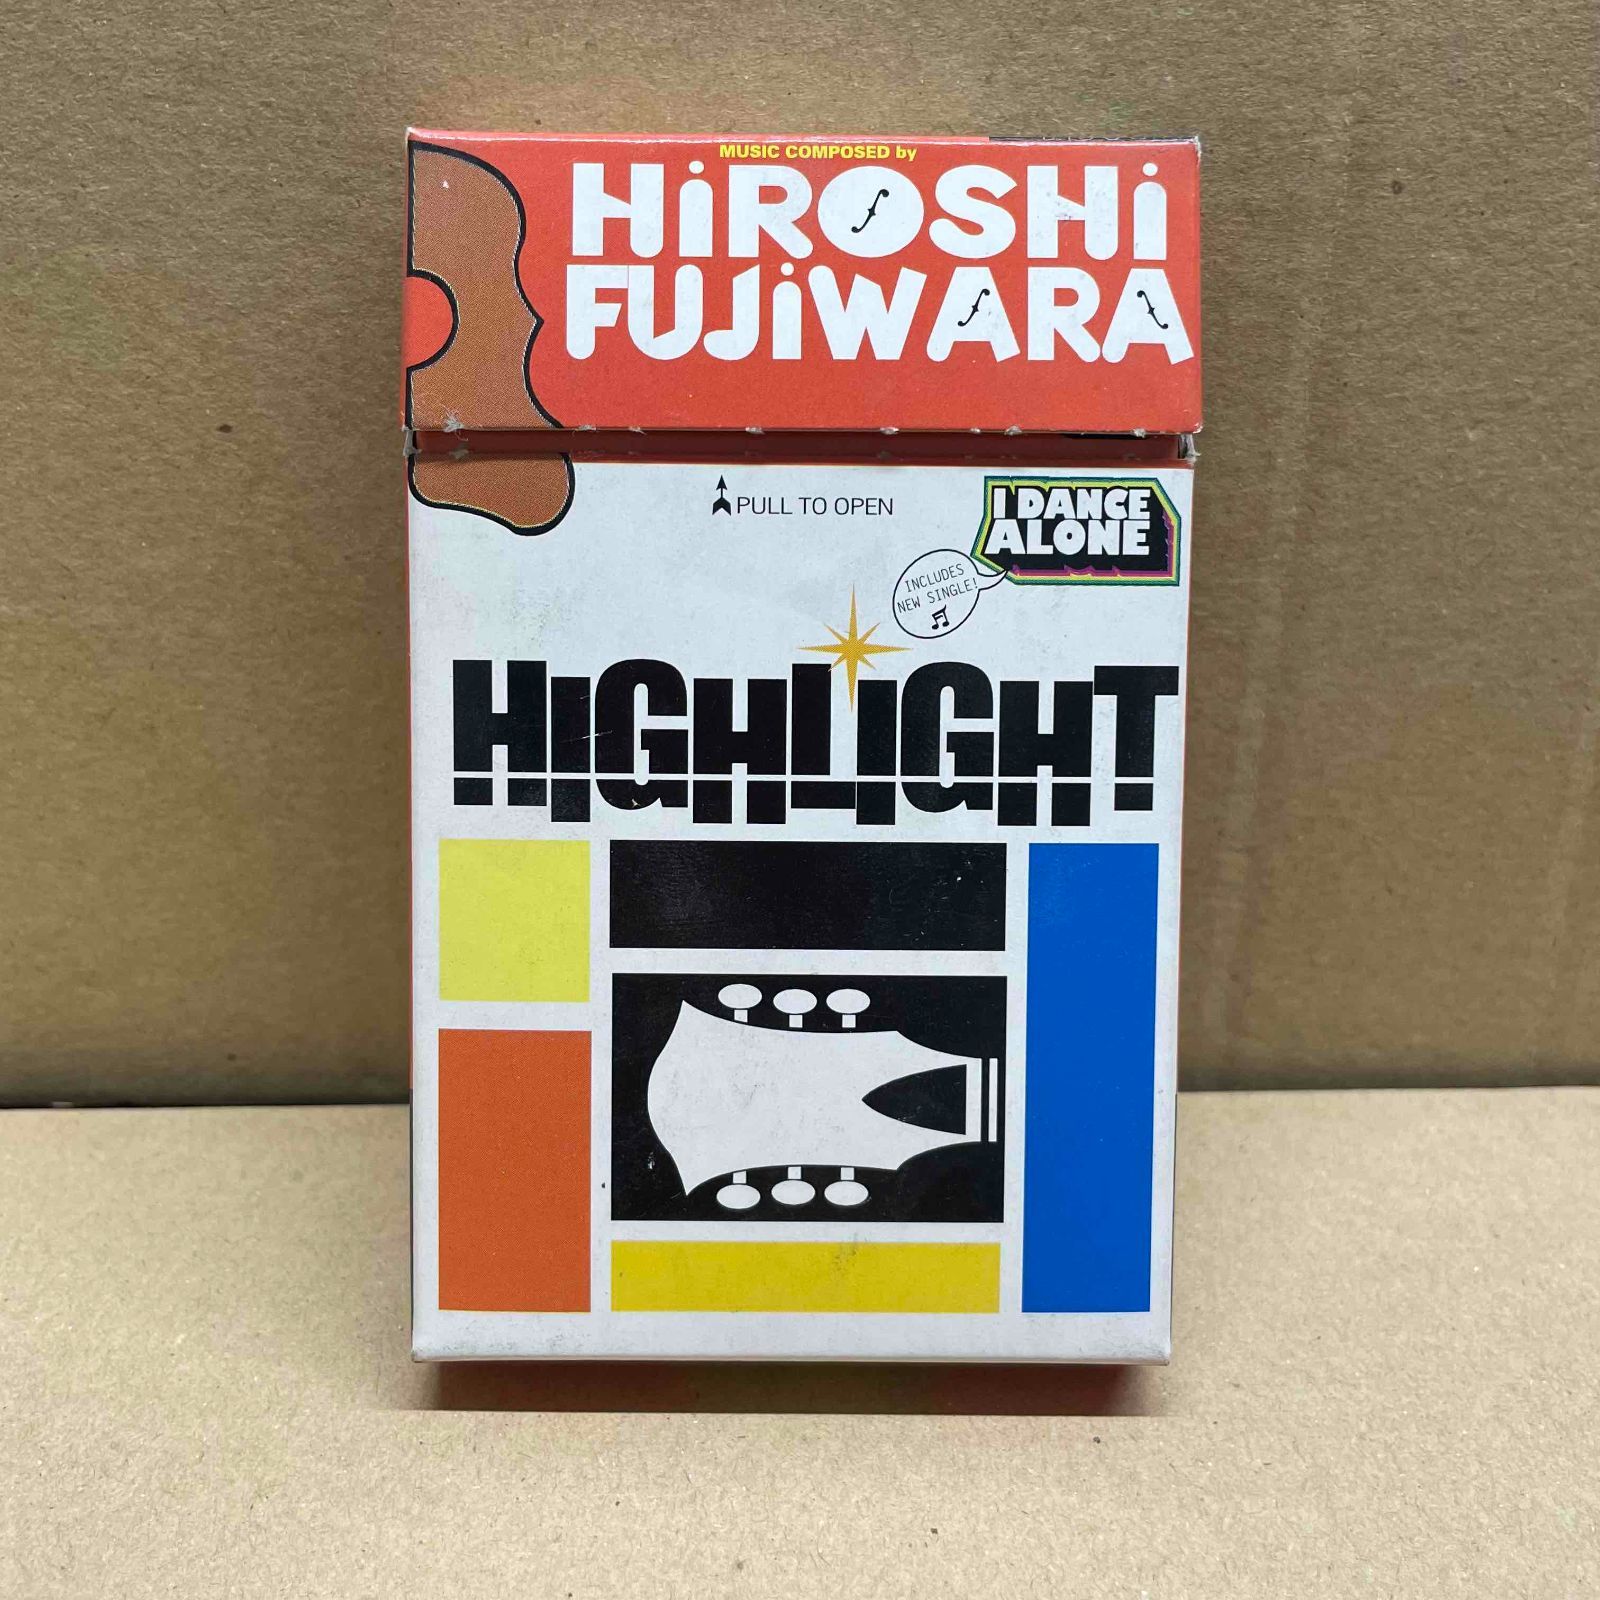 MUSIC COMPOSED by
HiROSHi
FUJiWARA
PULL TO OPEN
I DANCE
ALONE
INCLUDES
NEW SINGLE!
HIGHLIGHT